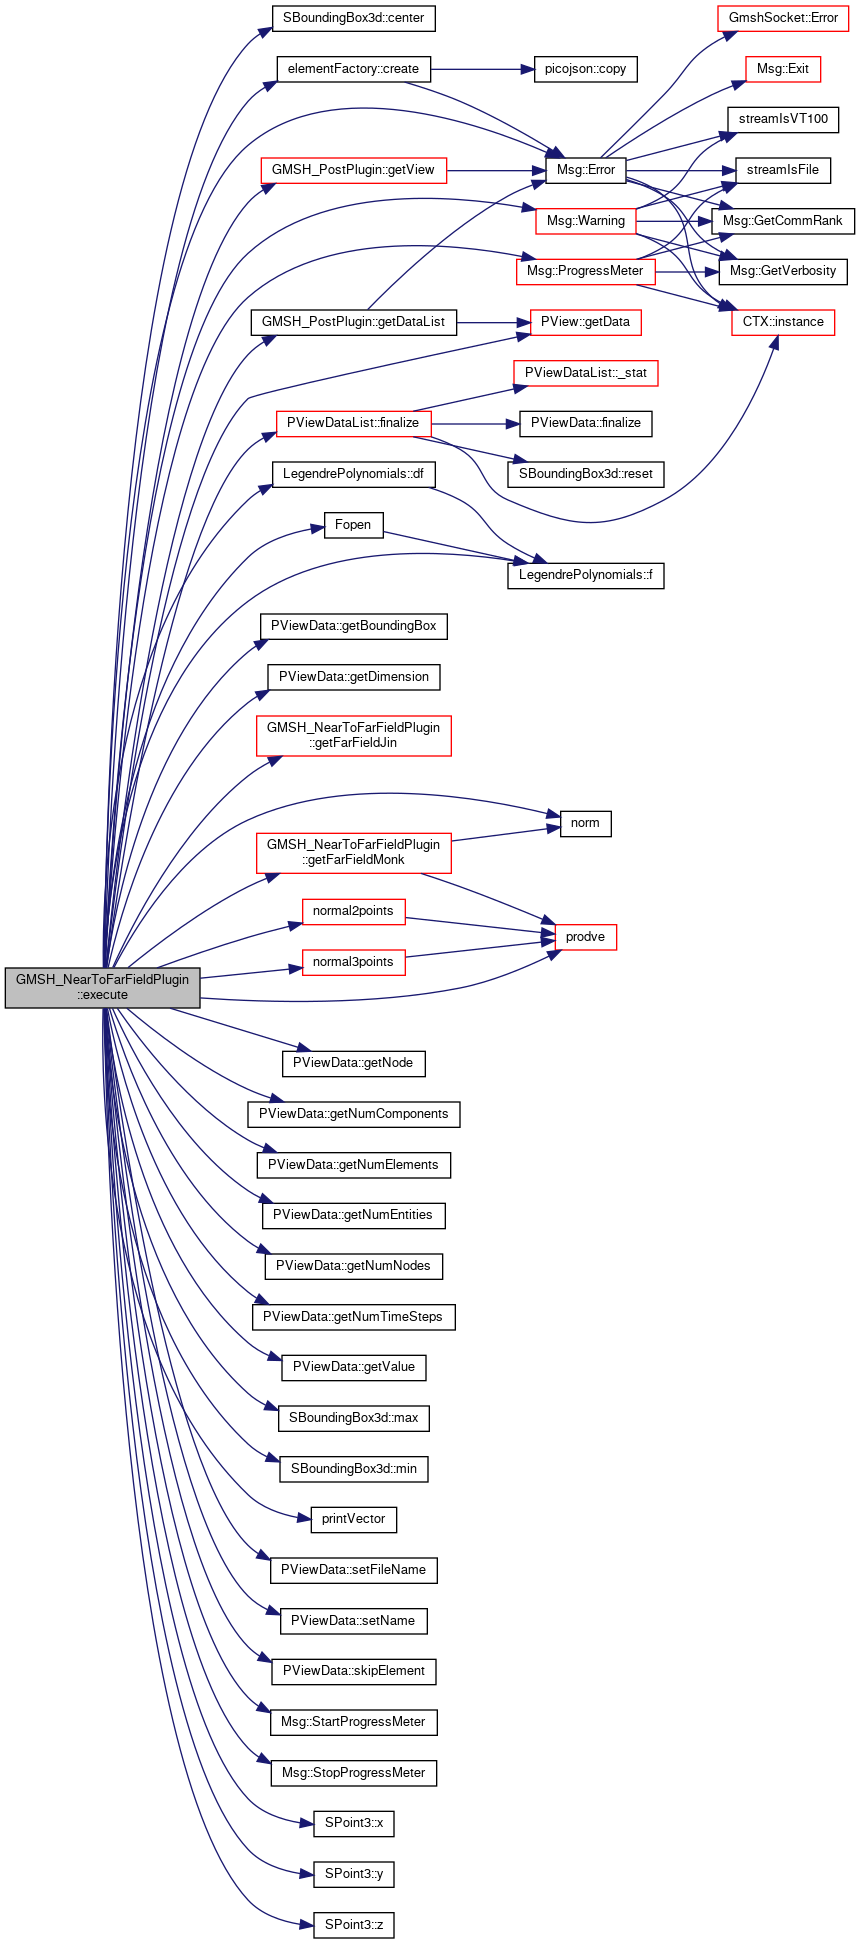 SBoundingBox3d::center
GmshSocket::Error
elementFactory::create
picojson::copy
Msg::Exit
streamIsVT100
GMSH_PostPlugin::getView
Msg::Error
streamIsFile
Msg::Warning
Msg::GetCommRank
Msg::ProgressMeter
Msg::GetVerbosity
GMSH_PostPlugin::getDataList
PView::getData
CTX::instance
PViewDataList::_stat
PViewDataList::finalize
PViewData::finalize
LegendrePolynomials::df
SBoundingBox3d::reset
Fopen
LegendrePolynomials::f
PViewData::getBoundingBox
PViewData::getDimension
GMSH_NearToFarFieldPlugin
::getFarFieldJin
norm
GMSH_NearToFarFieldPlugin
::getFarFieldMonk
normal2points
prodve
normal3points
GMSH_NearToFarFieldPlugin
::execute
PViewData::getNode
PViewData::getNumComponents
PViewData::getNumElements
PViewData::getNumEntities
PViewData::getNumNodes
PViewData::getNumTimeSteps
PViewData::getValue
SBoundingBox3d::max
SBoundingBox3d::min
printVector
PViewData::setFileName
PViewData::setName
PViewData::skipElement
Msg::StartProgressMeter
Msg::StopProgressMeter
SPoint3::x
SPoint3::y
SPoint3::z